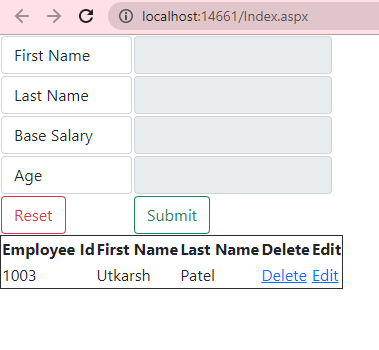 localhost:14661/Index.aspx
First Name
Last Name
Base Salary
Age
Reset Submit
Employee Id First Name Last Name Delete Edit
1003 Utkarsh Patel Delete Edit